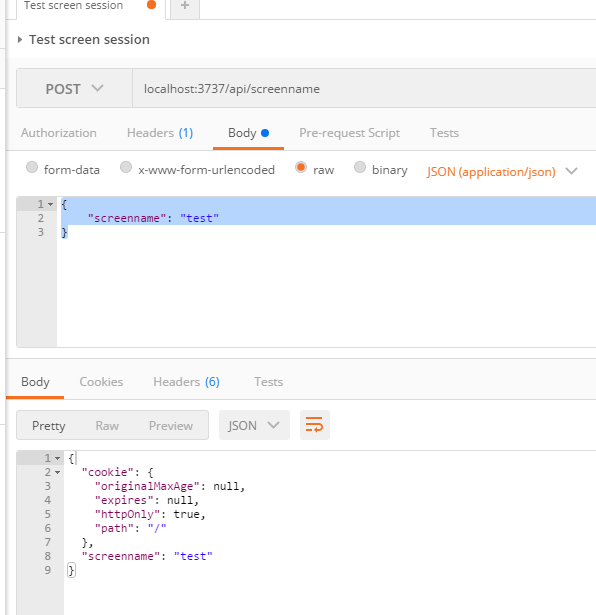 Test screen session
+
Test screen session
POST localhost:3737/api/screenname
Authorization Headers (1) Body Pre-request Script Tests
form-data x-www-form-urlencoded raw binary JSON (application/json)
1 {
2 "screenname": "test"
3 }
Body Cookies Headers (6) Tests
Pretty Raw Preview JSON
1 {
2 "cookie": {
3 "originalMaxAge": null,
4 "expires": null,
5 "httpOnly": true,
6 "path": "/"
7 },
8 "screenname": "test"
9 }